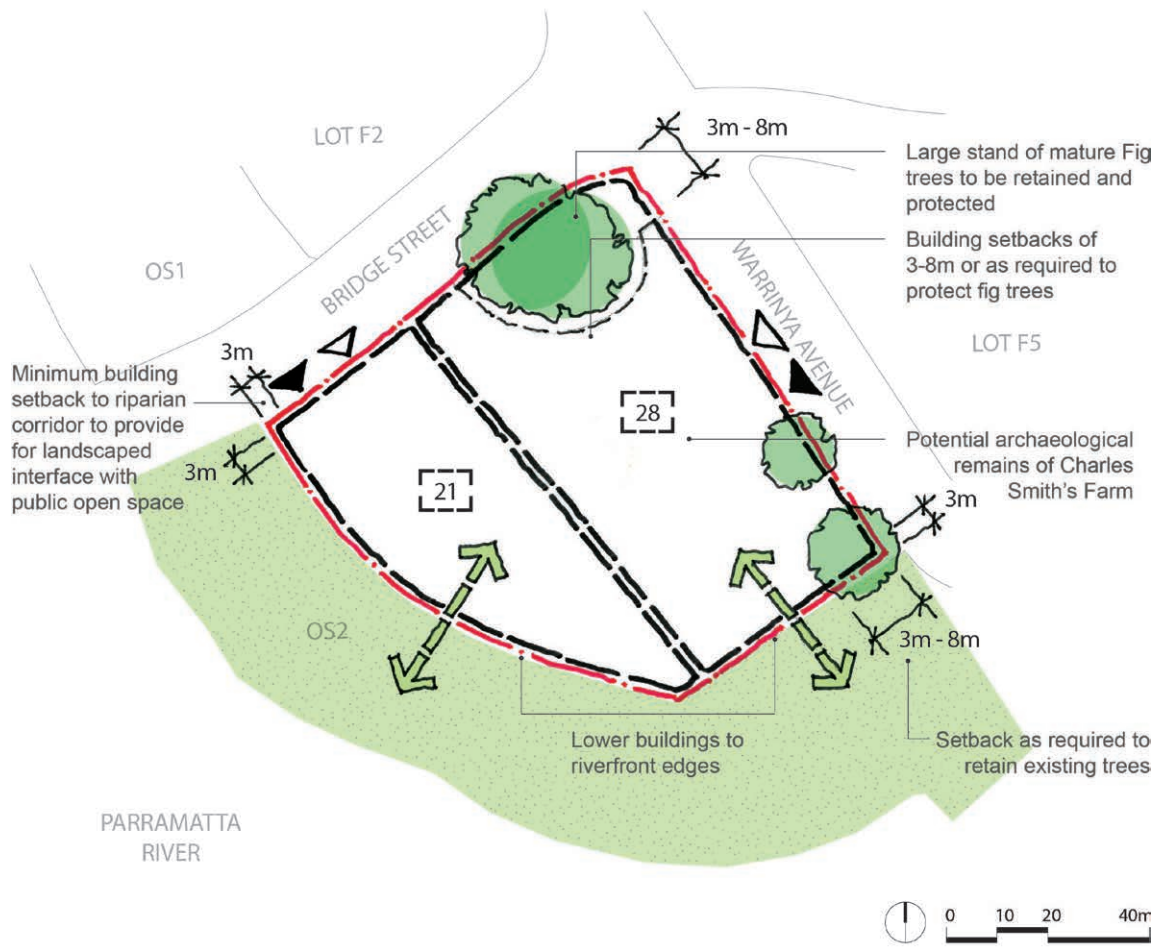 LOT F2
3m - 8m
Large stand of mature Fig
trees to be retained and
protected
BRIDGE STREET
Building setbacks of
3-8m or as required to
protect fig trees
OS1
WARRINYA AVENUE
LOT F5
3m
Minimum building
setback to riparian
corridor to provide
for landscaped
interface with
public open space
3m
28
Potential archaeological
remains of Charles
Smith's Farm
21
3m
OS2
3m - 8m
Lower buildings to
riverfront edges
Setback as required to
retain existing trees
PARRAMATTA
RIVER
0 10 20 40m